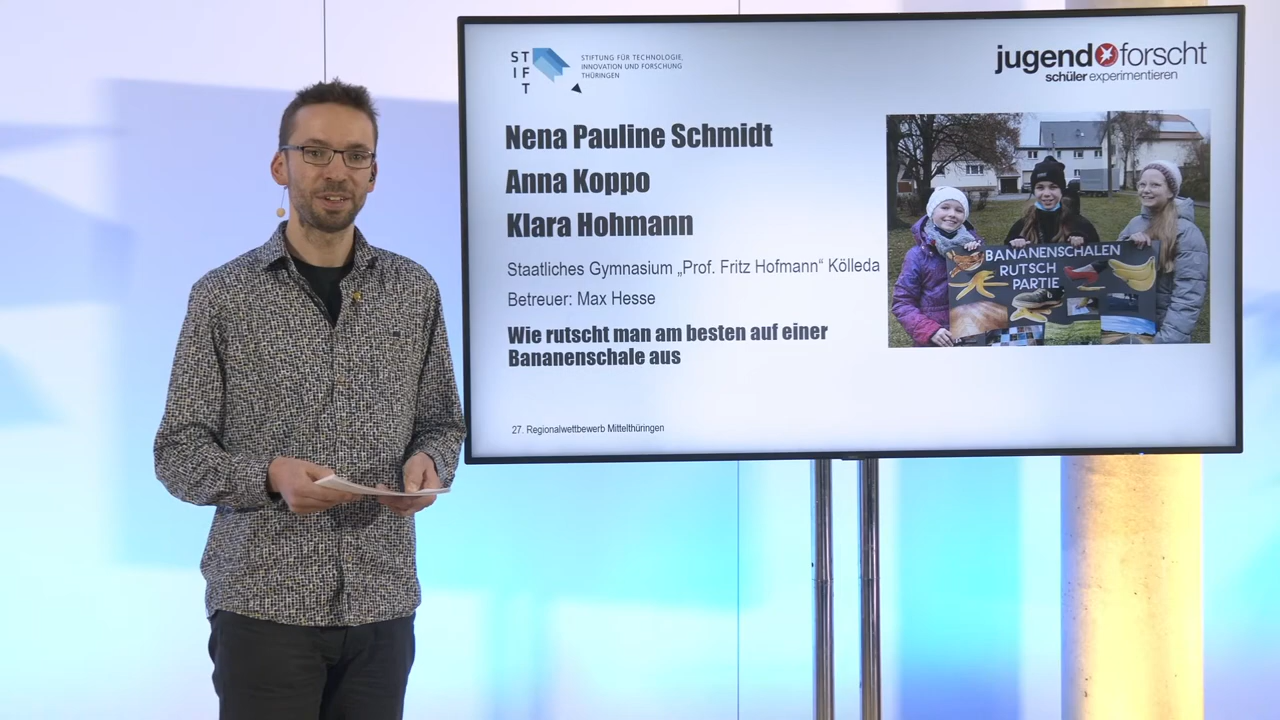 ST
IF
T
STIFTUNG FÜR TECHNOLOGIE,
INNOVATION UND FORSCHUNG
THÜRINGEN
jugend forscht
schüler experimentieren
Nena Pauline Schmidt
Anna Koppo
Klara Hohmann
Staatliches Gymnasium „Prof. Fritz Hofmann“ Kölleda
Betreuer: Max Hesse
Wie rutscht man am besten auf einer
Bananenschale aus
BANANENSCHALEN
RUTSCH
PARTIE
27. Regionalwettbewerb Mittelthüringen